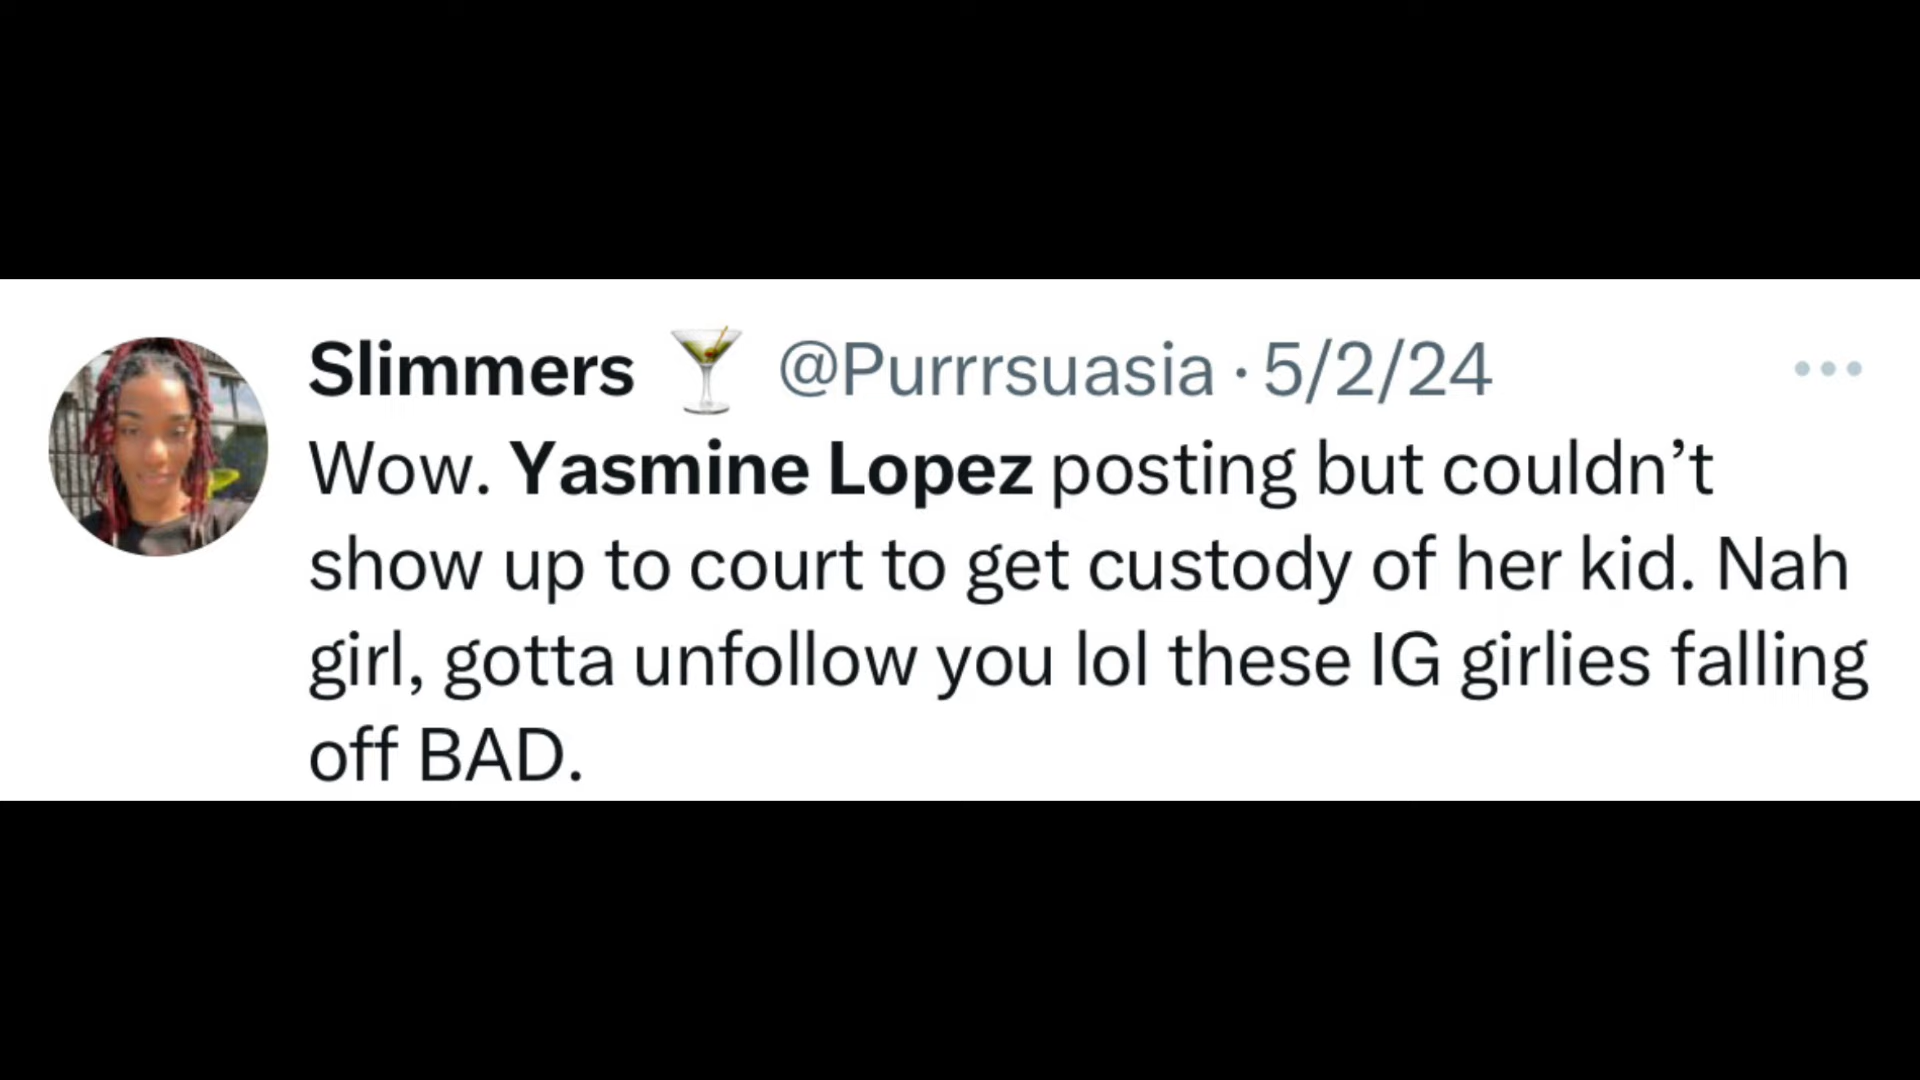 Slimmers 🍸 @Purrrsuasia · 5/2/24
Wow. Yasmine Lopez posting but couldn’t
show up to court to get custody of her kid. Nah
girl, gotta unfollow you lol these IG girlies falling
off BAD.